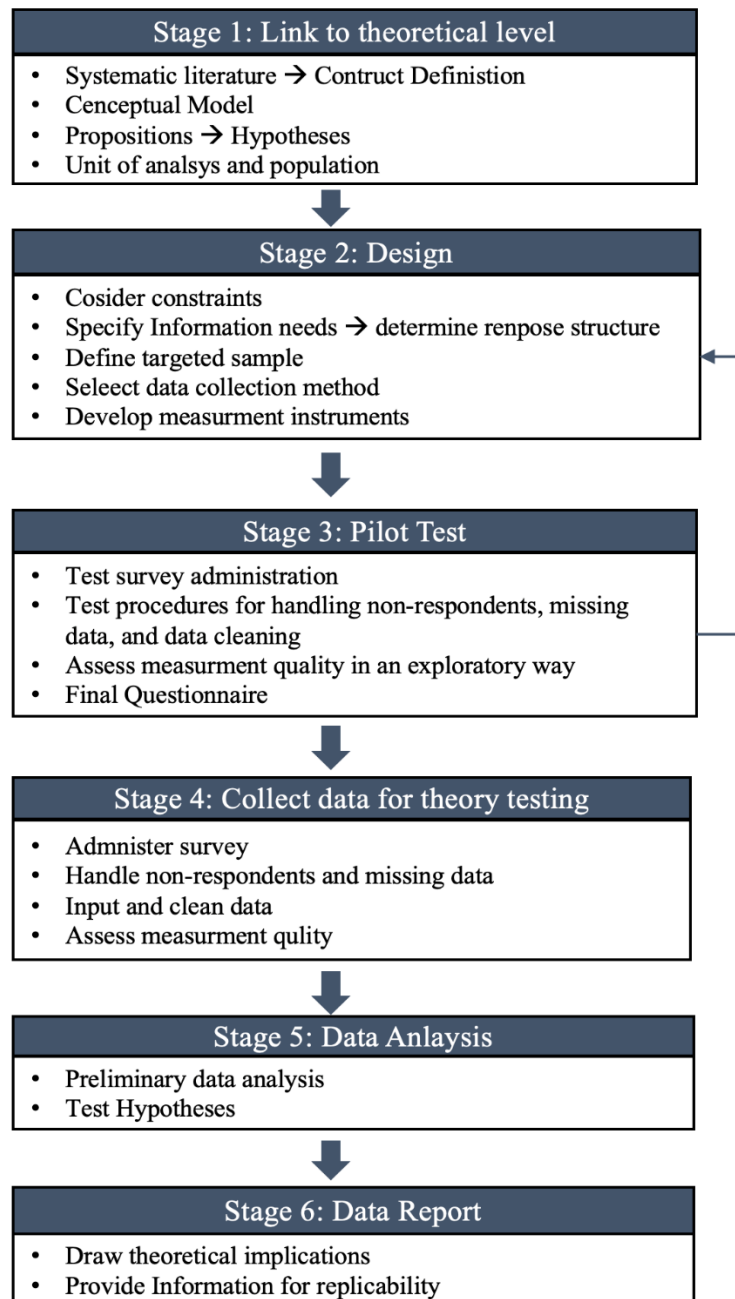 Stage 1: Link to theoretical level
• Systematic literature → Contruct Definistion
• Cenceptual Model
• Propositions → Hypotheses
• Unit of analsys and population
Stage 2: Design
• Cosider constraints
• Specify Information needs → determine renpose structure
• Define targeted sample
• Seleect data collection method
• Develop measurment instruments
Stage 3: Pilot Test
• Test survey administration
• Test procedures for handling non-respondents, missing
data, and data cleaning
• Assess measurment quality in an exploratory way
• Final Questionnaire
Stage 4: Collect data for theory testing
• Admnister survey
• Handle non-respondents and missing data
• Input and clean data
• Assess measurment qulity
Stage 5: Data Anlaysis
• Preliminary data analysis
• Test Hypotheses
Stage 6: Data Report
• Draw theoretical implications
• Provide Information for replicability